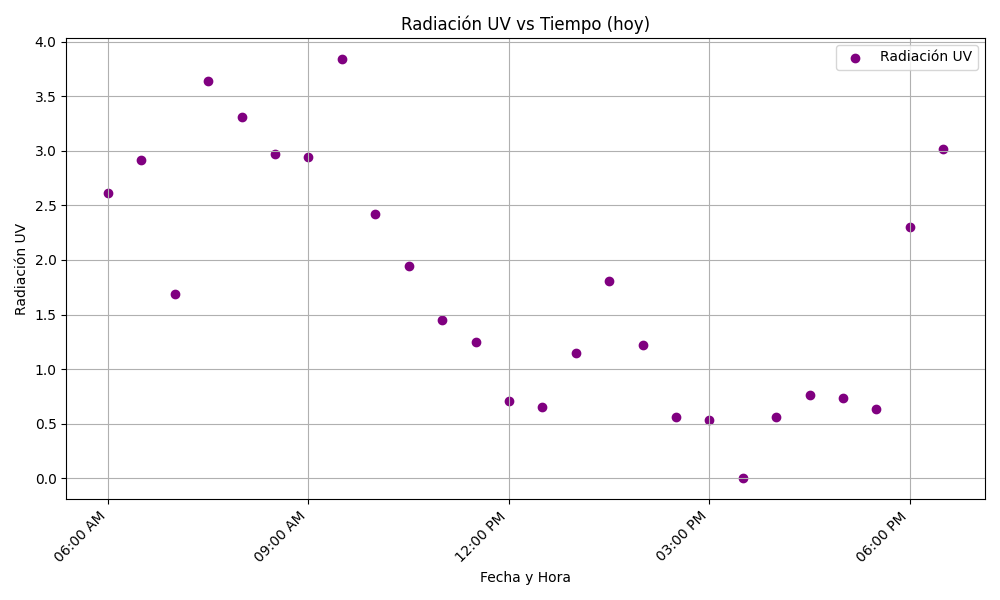 Radiación UV vs Tiempo (hoy)
Radiación UV
4.0
3.5
3.0
2.5
2.0
1.5
1.0
0.5
0.0
Radiación UV
06:00 AM
09:00 AM
12:00 PM
03:00 PM
06:00 PM
Fecha y Hora